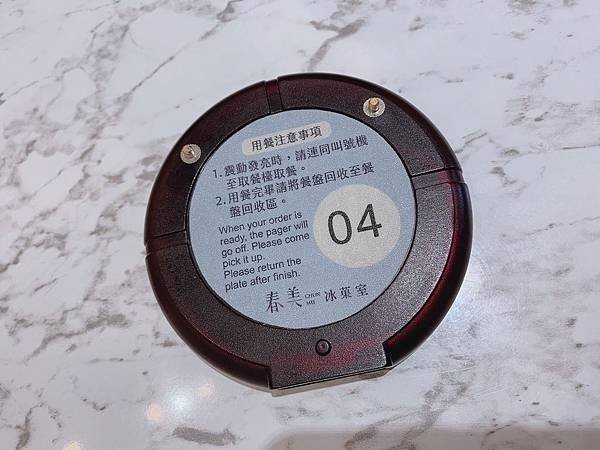 用餐注意事項
1. 震動發亮時，請連同叫號機
至取餐檯取餐。
2. 用餐完畢請將餐盤回收至餐
盤回收區。
When your order is
ready, the pager will
go off. Please come
pick it up.
Please return the
plate after finish.
04
春美 CHUN MEI 冰菓室